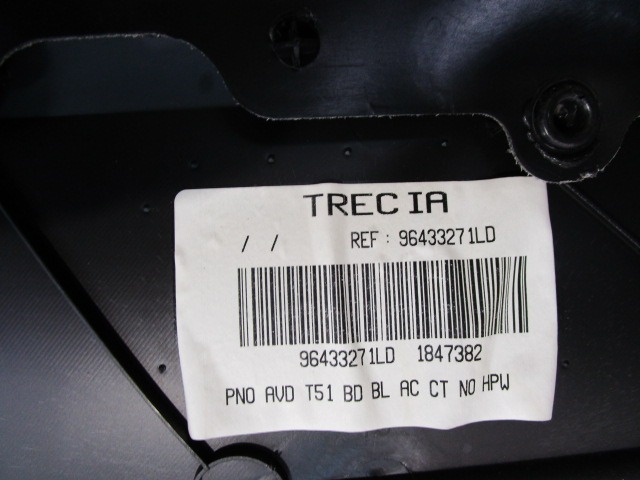 TRECIA
/ / REF : 96433271LD
96433271LD 1847382
PNO AVD T51 BD BL AC CT NO HPW